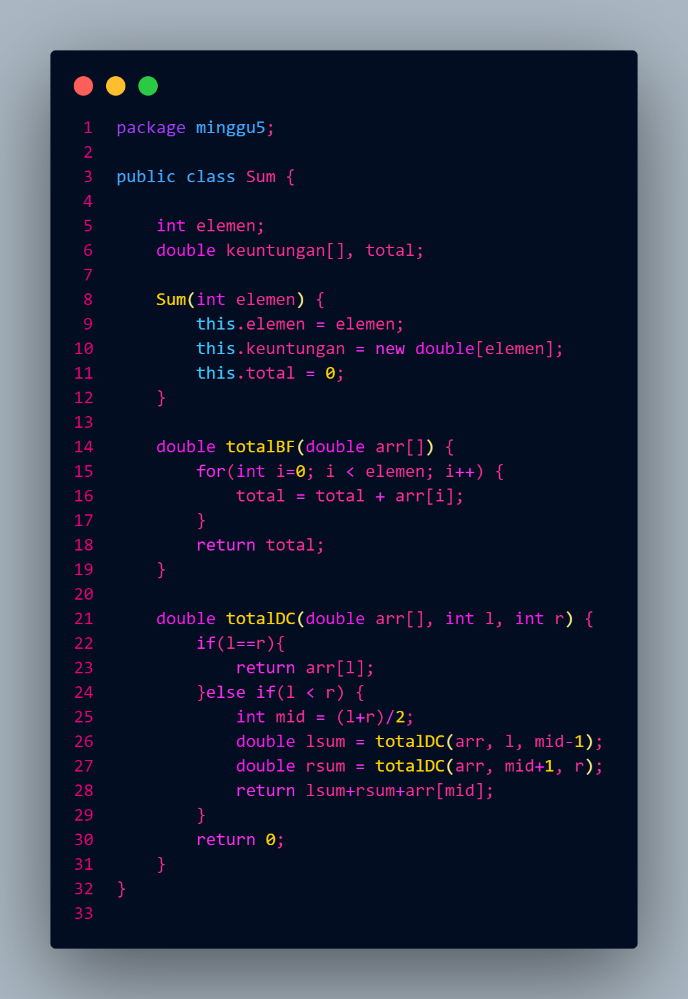 1 package minggu5;
2
3 public class Sum {
4
5     int elemen;
6     double keuntungan[], total;
7
8     Sum(int elemen) {
9         this.elemen = elemen;
10         this.keuntungan = new double[elemen];
11         this.total = 0;
12     }
13
14     double totalBF(double arr[]) {
15         for(int i=0; i < elemen; i++) {
16             total = total + arr[i];
17         }
18         return total;
19     }
20
21     double totalDC(double arr[], int l, int r) {
22         if(l==r){
23             return arr[l];
24         }else if(l < r) {
25             int mid = (l+r)/2;
26             double lsum = totalDC(arr, l, mid-1);
27             double rsum = totalDC(arr, mid+1, r);
28             return lsum+rsum+arr[mid];
29         }
30         return 0;
31     }
32 }
33